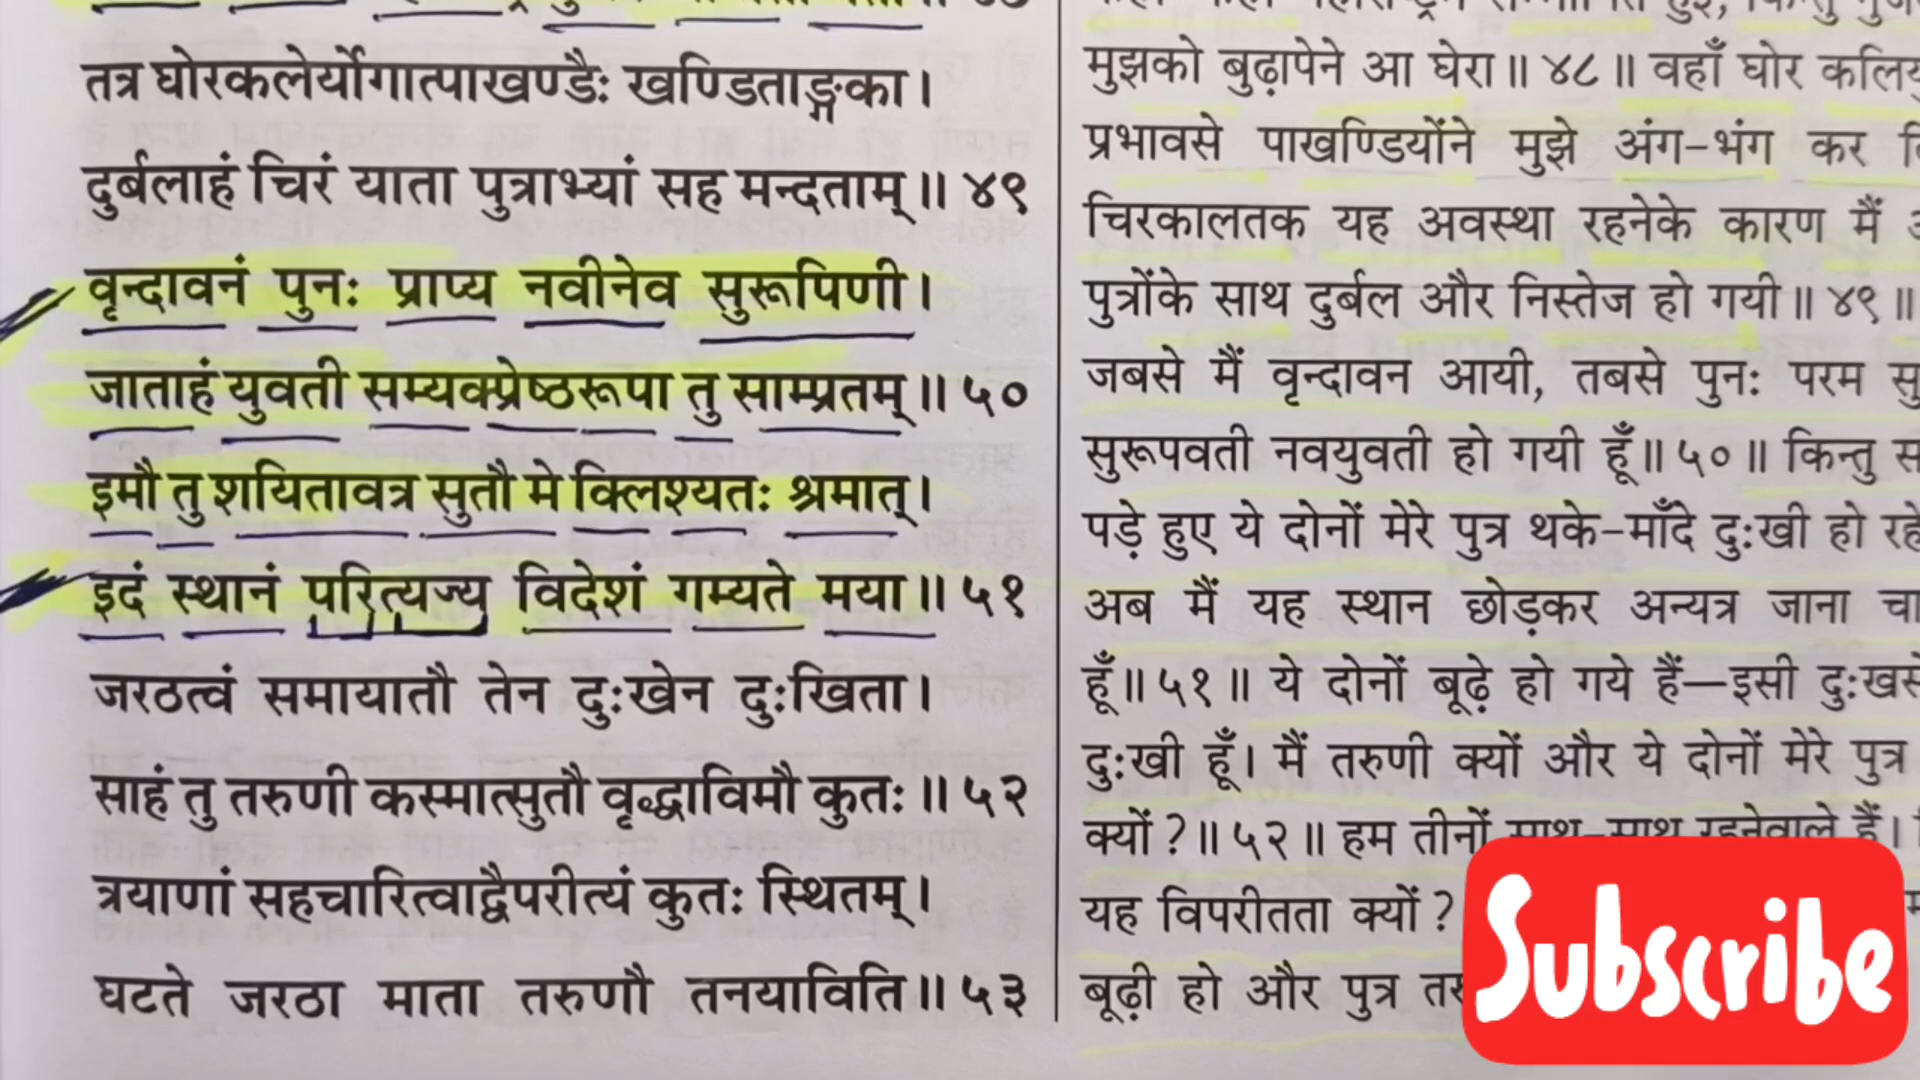 तत्र घोरकलेर्योगात्पाखण्डैः खण्डिताङ्गका।
दुर्बलाहं चिरं याता पुत्राभ्यां सह मन्दताम्॥ ४९
वृन्दावनं पुनः प्राप्य नवीनेव सुरूपिणी।
जाताहं युवती सम्यक्प्रेष्ठरूपा तु साम्प्रतम्॥ ५०
इमौ तु शयितावत्र सुतौ मे क्लिश्यतः श्रमात्।
इदं स्थानं परित्यज्य विदेशं गम्यते मया॥ ५१
जरठत्वं समायातौ तेन दुःखेन दुःखिता।
साहं तु तरुणी कस्मात्सुतौ वृद्धाविमौ कुतः॥ ५२
त्रयाणां सहचारित्वाद्वैपरीत्यं कुतः स्थितम्।
घटते जरठा माता तरुणौ तनयाविति॥ ५३
मुझको बुढ़ापेने आ घेरा॥ ४८॥ वहाँ घोर
प्रभावसे पाखण्डियोंने मुझे अंग-भंग कर
चिरकालतक यह अवस्था रहनेके कारण मैं
पुत्रोंके साथ दुर्बल और निस्तेज हो गयी॥ ४९॥
जबसे मैं वृन्दावन आयी, तबसे पुनः परम
सुरूपवती नवयुवती हो गयी हूँ॥ ५०॥ किन्तु
पड़े हुए ये दोनों मेरे पुत्र थके-माँदे दुःखी हो रहे
अब मैं यह स्थान छोड़कर अन्यत्र जाना
हूँ॥ ५१॥ ये दोनों बूढ़े हो गये हैं—इसी दुःखसे
दुःखी हूँ। मैं तरुणी क्यों और ये दोनों मेरे पुत्र
क्यों?॥ ५२॥ हम तीनों साथ-साथ रहनेवाले हैं।
यह विपरीतता क्यों?
बूढ़ी हो और पुत्र
Subscribe